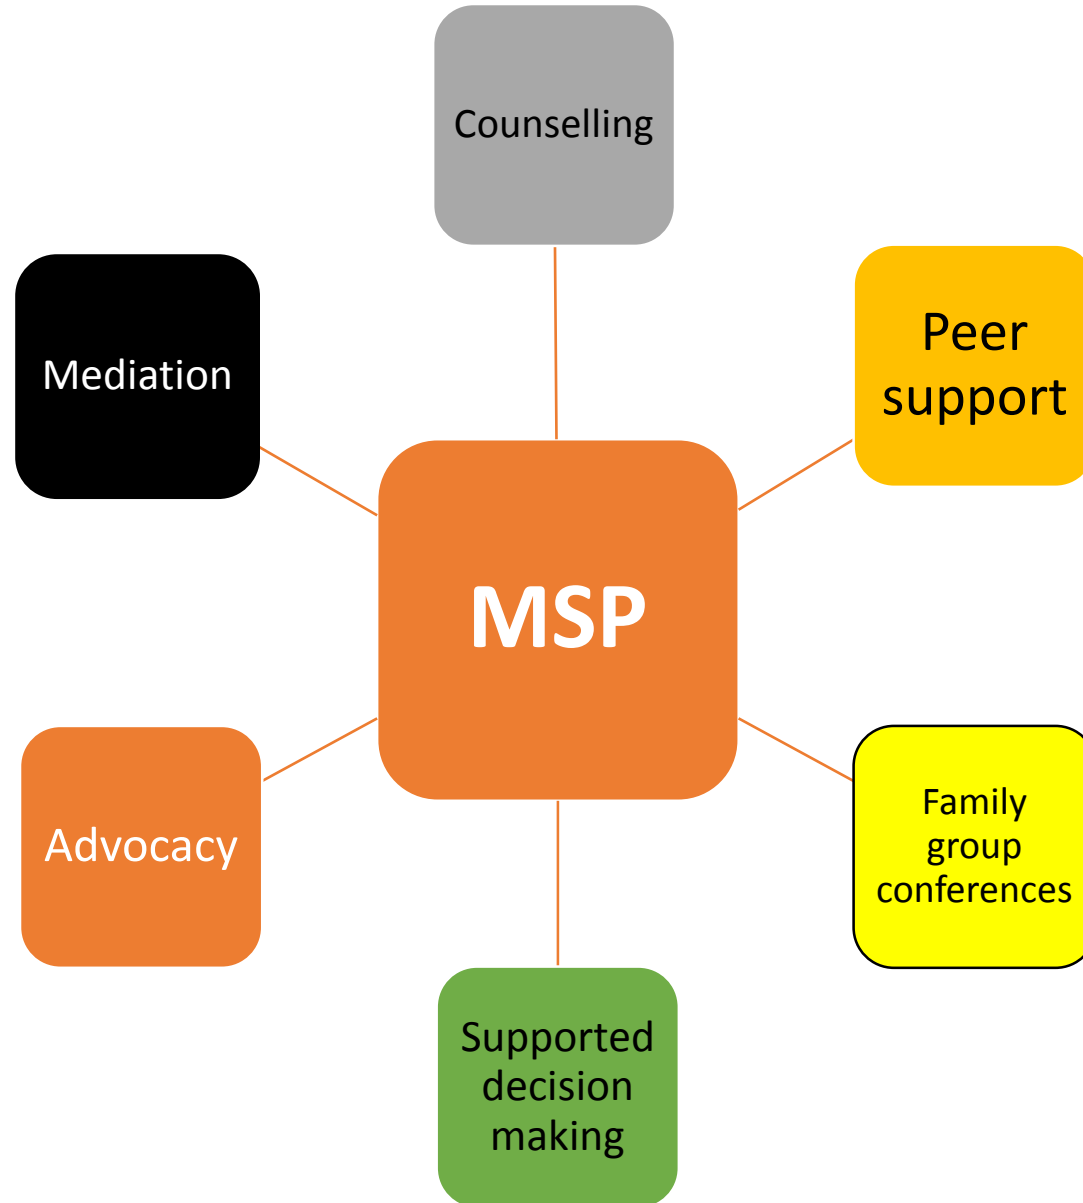 Counselling
Mediation
Peer
support
MSP
Advocacy
Family
group
conferences
Supported
decision
making